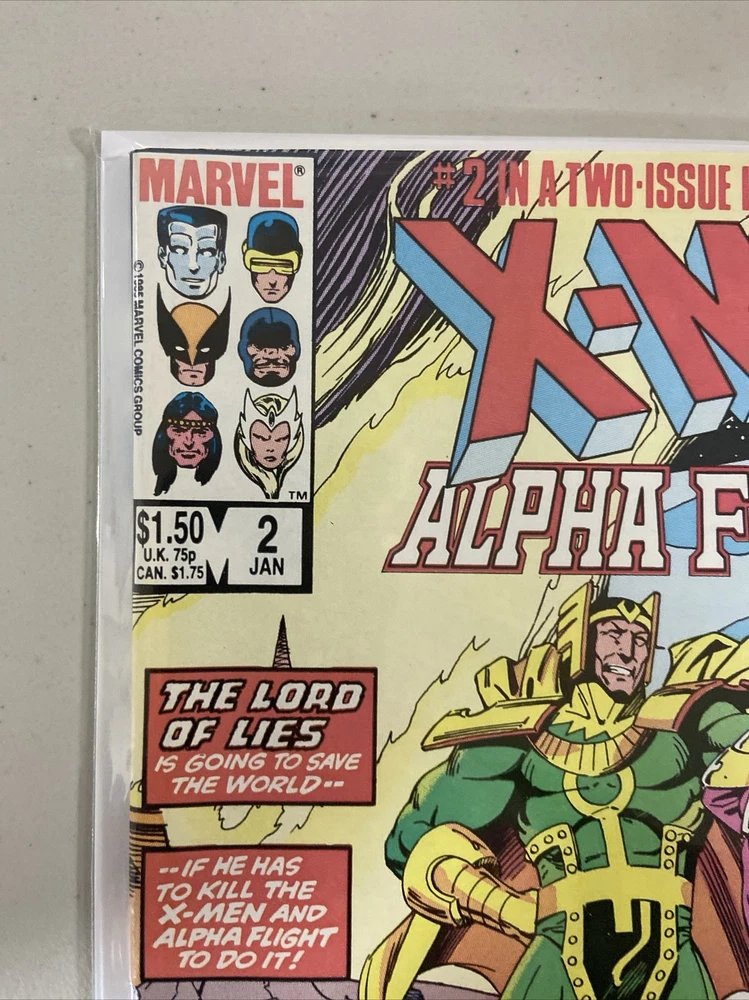 MARVEL®
#2 IN A TWO-ISSUE
X-M
ALPHA F
© 1985 MARVEL COMICS GROUP
TM
$1.50
U.K. 75p
CAN. $1.75
2
JAN
THE LORD
OF LIES
IS GOING TO SAVE
THE WORLD--
--IF HE HAS
TO KILL THE
X-MEN AND
ALPHA FLIGHT
TO DO IT!